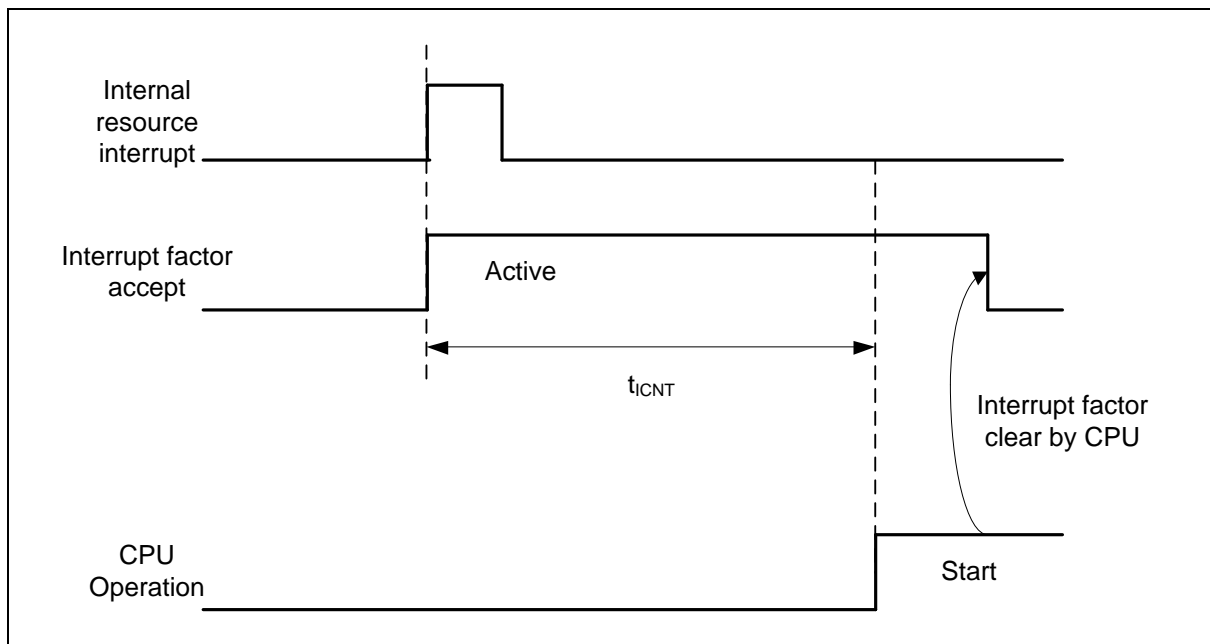 Internal
resource
interrupt
Interrupt factor
accept
Active
tICNT
Interrupt factor
clear by CPU
CPU
Operation
Start